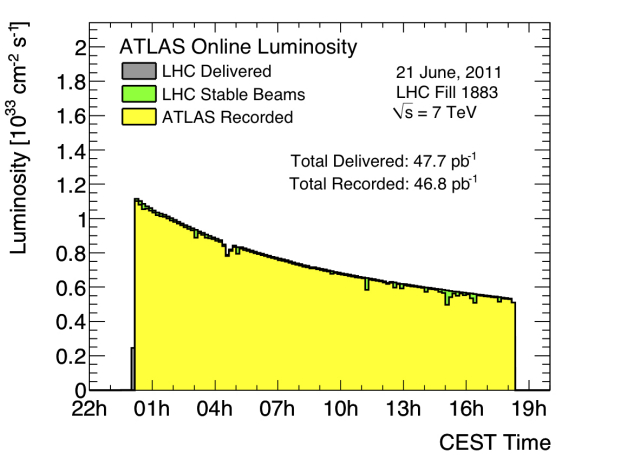 ATLAS Online Luminosity
LHC Delivered
LHC Stable Beams
ATLAS Recorded
21 June, 2011
LHC Fill 1883
√s = 7 TeV
Total Delivered: 47.7 pb⁻¹
Total Recorded: 46.8 pb⁻¹
Luminosity [10³³ cm⁻² s⁻¹]
2
1.8
1.6
1.4
1.2
1
0.8
0.6
0.4
0.2
0
22h 01h 04h 07h 10h 13h 16h 19h
CEST Time